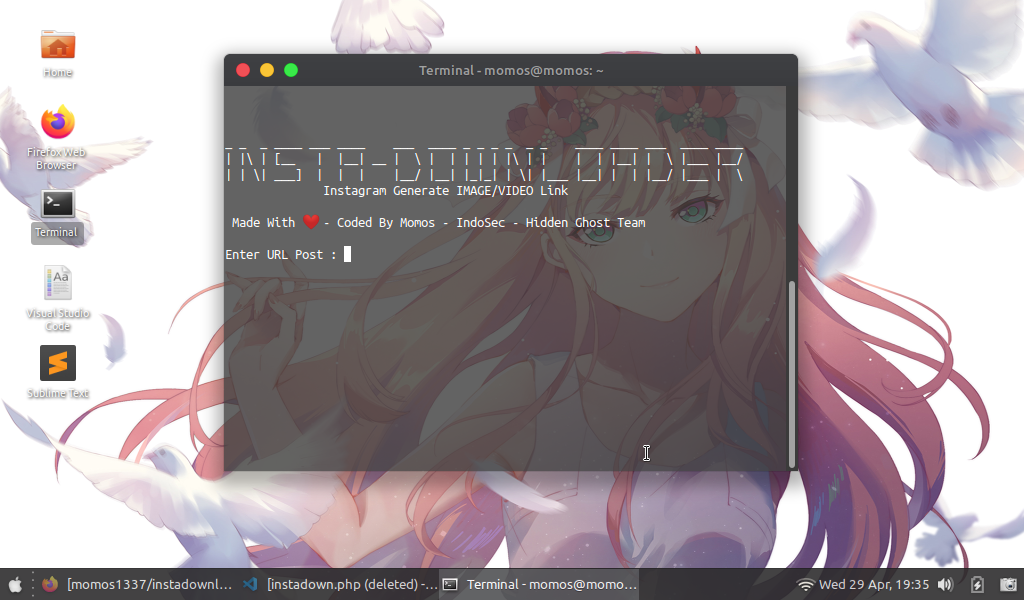 Home
Firefox Web
Browser
Terminal
Visual Studio
Code
Sublime Text
Terminal - momos@momos: ~
INSTA-DOWNLOADER
Instagram Generate IMAGE/VIDEO Link
Made With ❤ - Coded By Momos - IndoSec - Hidden Ghost Team
Enter URL Post :
[momos1337/instadownl... [instadown.php (deleted) -... Terminal - momos@momo... Wed 29 Apr, 19:35